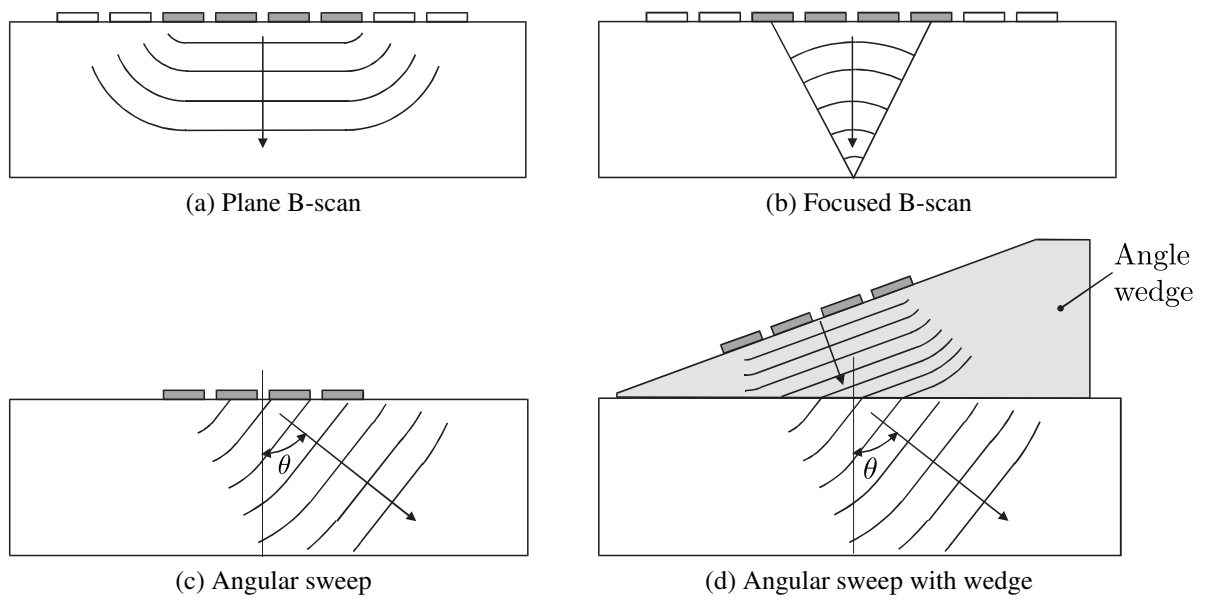 (a) Plane B-scan
(b) Focused B-scan
Angle
wedge
θ
θ
(c) Angular sweep
(d) Angular sweep with wedge